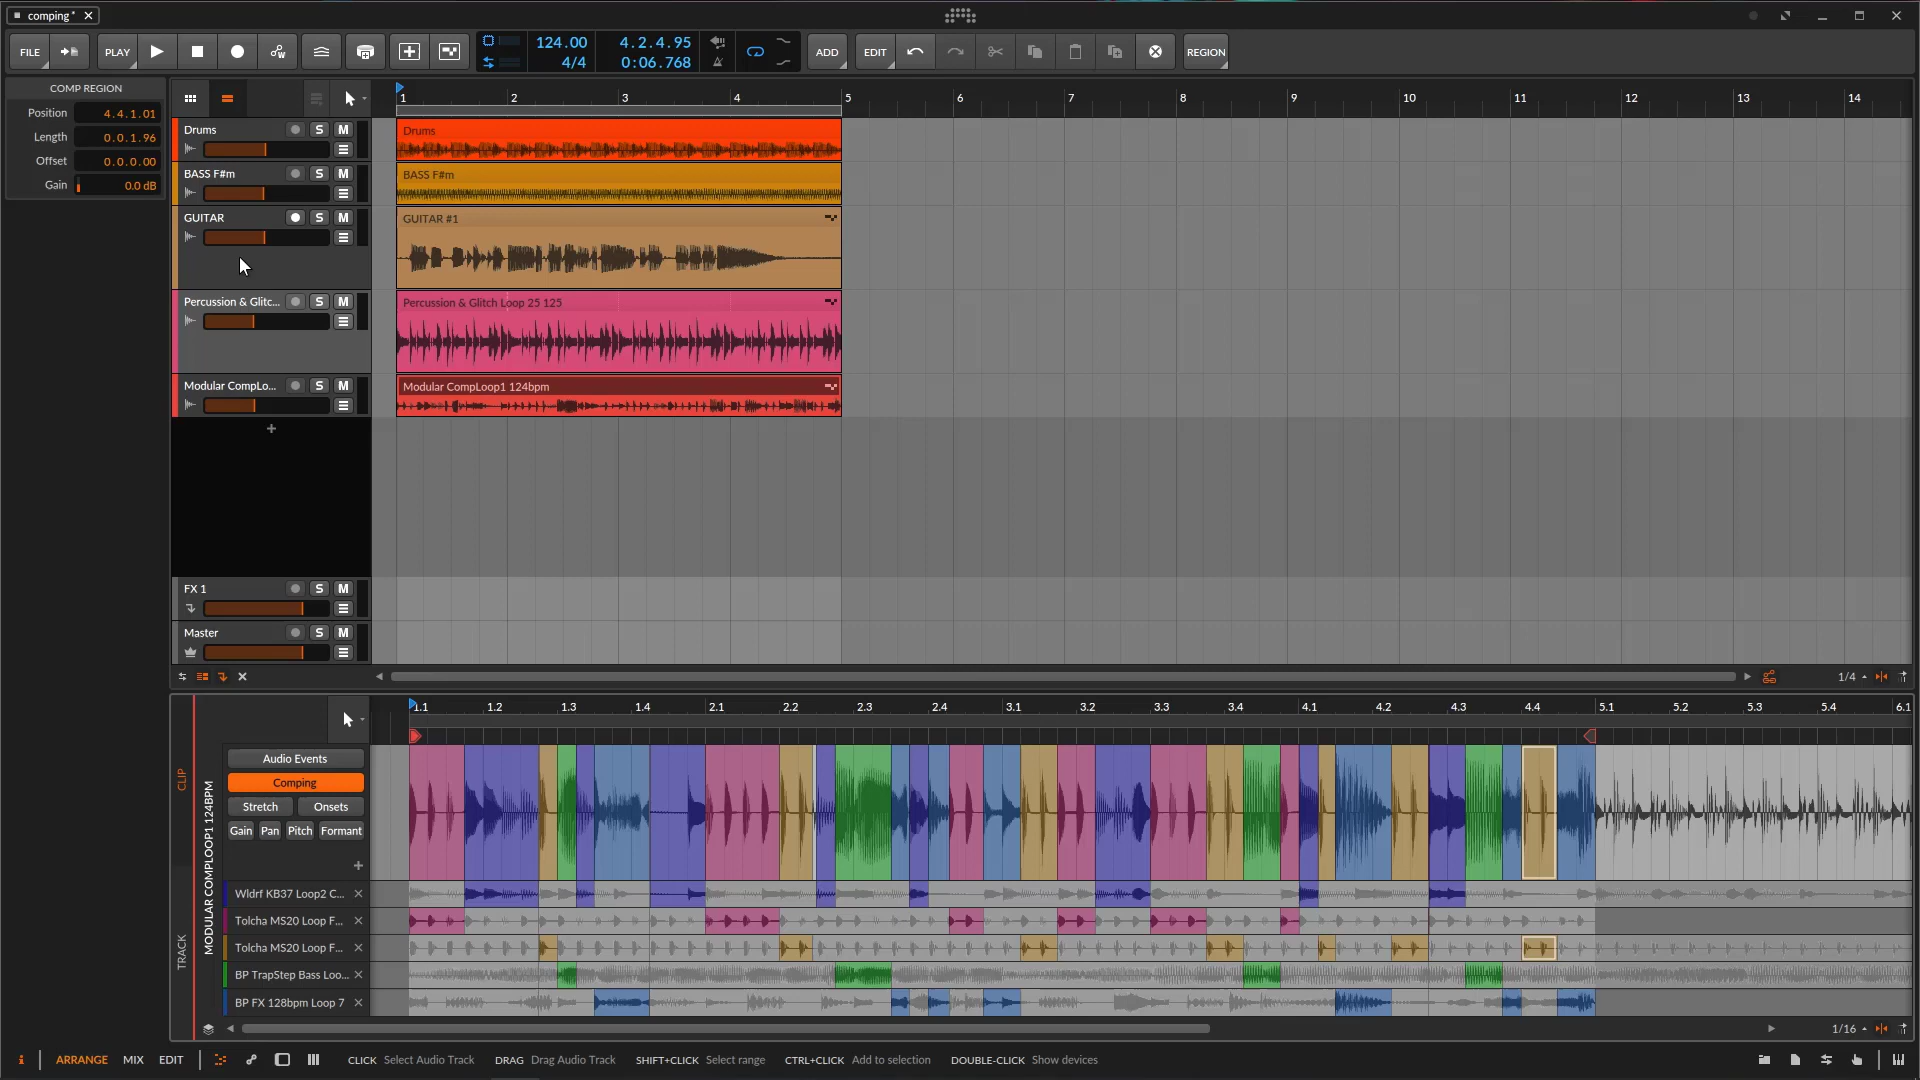 comping*
FILE
PLAY
124.00
4/4
4.2.4.95
0:06.768
ADD
EDIT
REGION
COMP REGION
Position 4.4.1.01
Length 0.0.1.96
Offset 0.0.0.00
Gain 0.0 dB
1 2 3 4 5 6 7 8 9 10 11 12 13 14
Drums S M
Drums
BASS F#m S M
BASS F#m
GUITAR S M
GUITAR #1
Percussion & Glitc... S M
Percussion & Glitch Loop 25 125
Modular CompLo... S M
Modular CompLoop1 124bpm
FX 1 S M
Master S M
1/4
CLIP
TRACK
MODULAR COMPLOOP1 124BPM
1.1 1.2 1.3 1.4 2.1 2.2 2.3 2.4 3.1 3.2 3.3 3.4 4.1 4.2 4.3 4.4 5.1 5.2 5.3 5.4 6.1
Audio Events
Comping
Stretch Onsets
Gain Pan Pitch Formant
Wldrf KB37 Loop2 C...
Tolcha MS20 Loop F...
Tolcha MS20 Loop F...
BP TrapStep Bass Loo...
BP FX 128bpm Loop 7
1/16
ARRANGE MIX EDIT
CLICK Select Audio Track DRAG Drag Audio Track SHIFT+CLICK Select range CTRL+CLICK Add to selection DOUBLE-CLICK Show devices